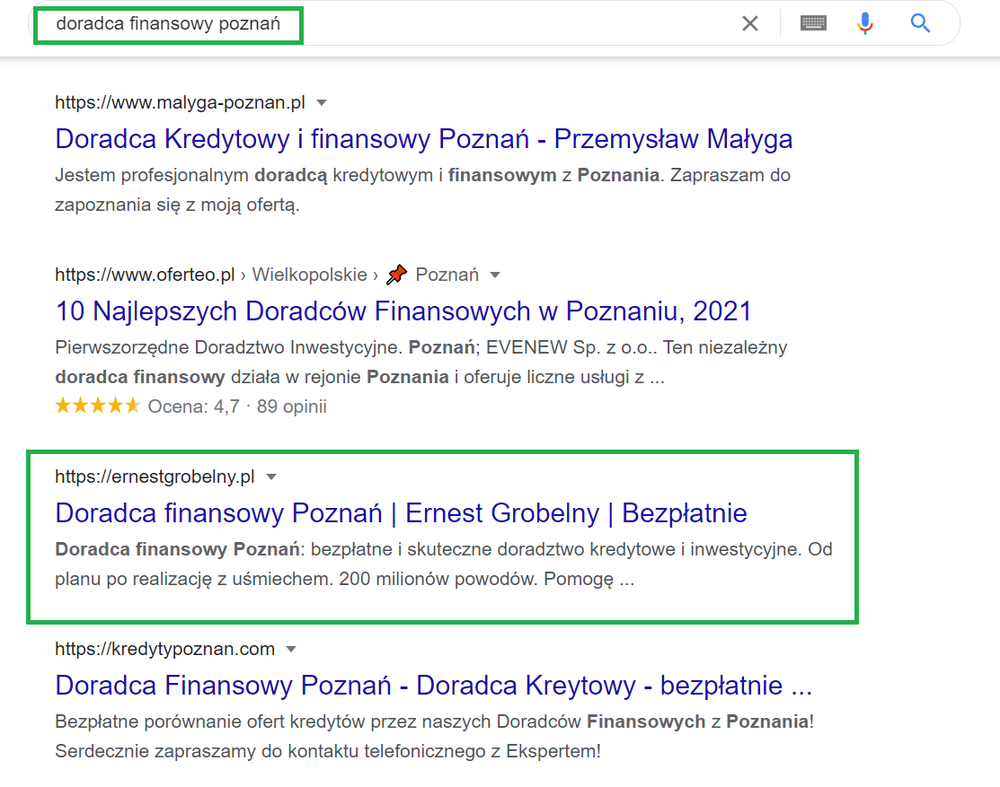 doradca finansowy poznań
https://www.malyga-poznan.pl
Doradca Kredytowy i finansowy Poznań - Przemysław Małyga
Jestem profesjonalnym doradcą kredytowym i finansowym z Poznania. Zapraszam do
zapoznania się z moją ofertą.
https://www.oferteo.pl › Wielkopolskie › 📌 Poznań
10 Najlepszych Doradców Finansowych w Poznaniu, 2021
Pierwszorzędne Doradztwo Inwestycyjne. Poznań; EVENEW Sp. z o.o.. Ten niezależny
doradca finansowy działa w rejonie Poznania i oferuje liczne usługi z ...
Ocena: 4,7 · 89 opinii
https://ernestgrobelny.pl
Doradca finansowy Poznań | Ernest Grobelny | Bezpłatnie
Doradca finansowy Poznań: bezpłatne i skuteczne doradztwo kredytowe i inwestycyjne. Od
planu po realizację z uśmiechem. 200 milionów powodów. Pomogę ...
https://kredytypoznan.com
Doradca Finansowy Poznań - Doradca Kreytowy - bezpłatnie ...
Bezpłatne porównanie ofert kredytów przez naszych Doradców Finansowych z Poznania!
Serdecznie zapraszamy do kontaktu telefonicznego z Ekspertem!